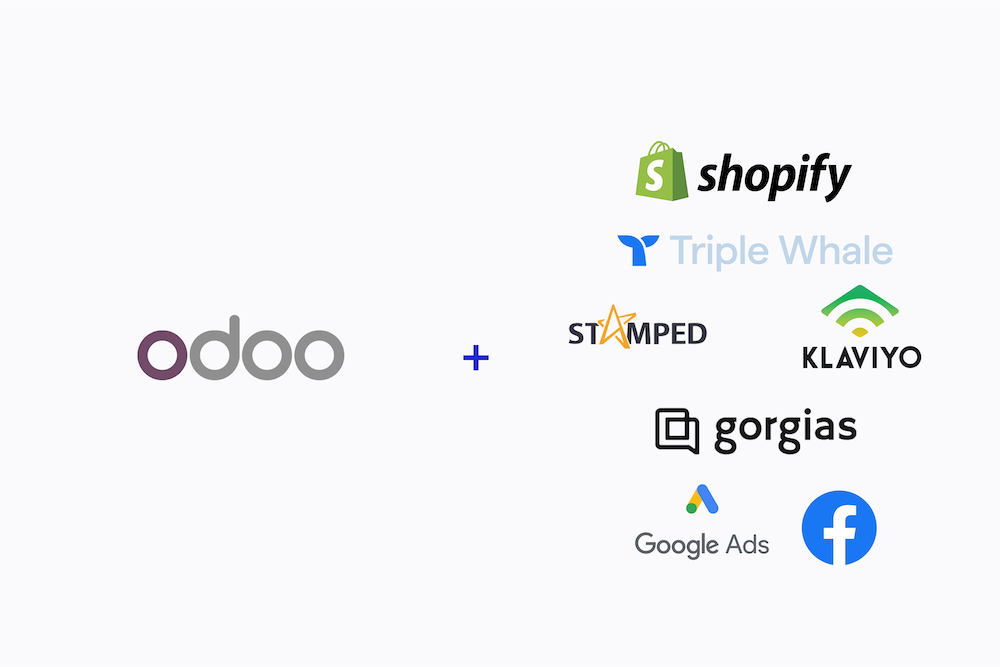 shopify
Triple Whale
STAMPED
KLAVIYO
odoo
+
gorgias
Google Ads
f